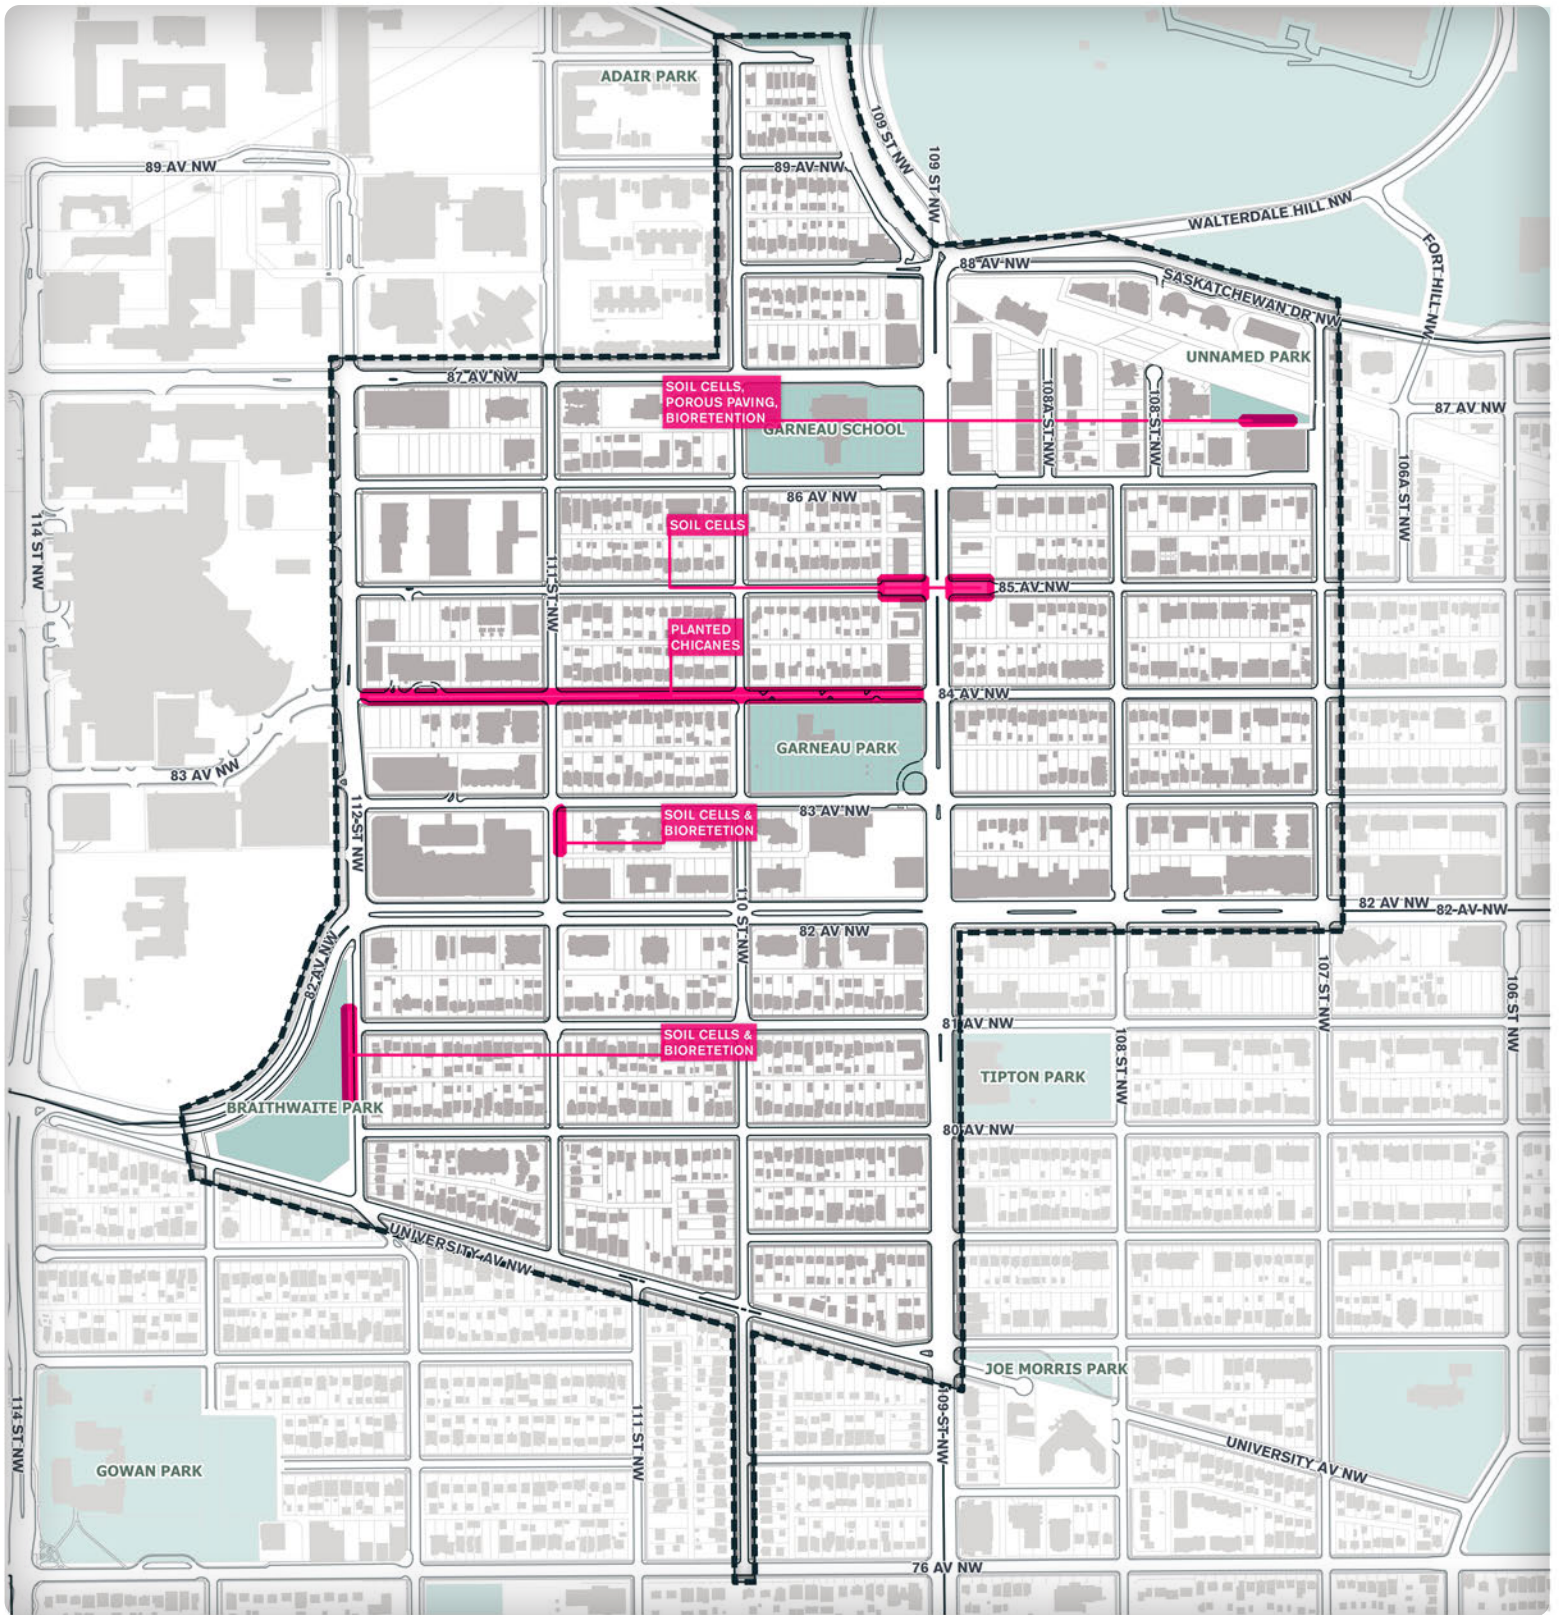 ADAIR PARK
109 ST NW
109 ST NW
89 AV NW
89 AV NW
WALTERDALE HILL NW
FORT HILL NW
88 AV NW
SASKATCHEWAN DR NW
UNNAMED PARK
87 AV NW
SOIL CELLS,
POROUS PAVING,
BIORETENTION
GARNEAU SCHOOL
108A ST NW
108 ST NW
87 AV NW
106A ST NW
86 AV NW
SOIL CELLS
114 ST NW
111 ST NW
85 AV NW
PLANTED
CHICANES
84 AV NW
GARNEAU PARK
83 AV NW
112 ST NW
SOIL CELLS &
BIORETETION
83 AV NW
110 ST NW
82 AV NW
82 AV NW
82 AV NW
82 AV NW
107 ST NW
106 ST NW
SOIL CELLS &
BIORETETION
81 AV NW
108 ST NW
TIPTON PARK
BRAITHWAITE PARK
80 AV NW
UNIVERSITY AV NW
JOE MORRIS PARK
114 ST NW
111 ST NW
109 ST NW
GOWAN PARK
UNIVERSITY AV NW
76 AV NW